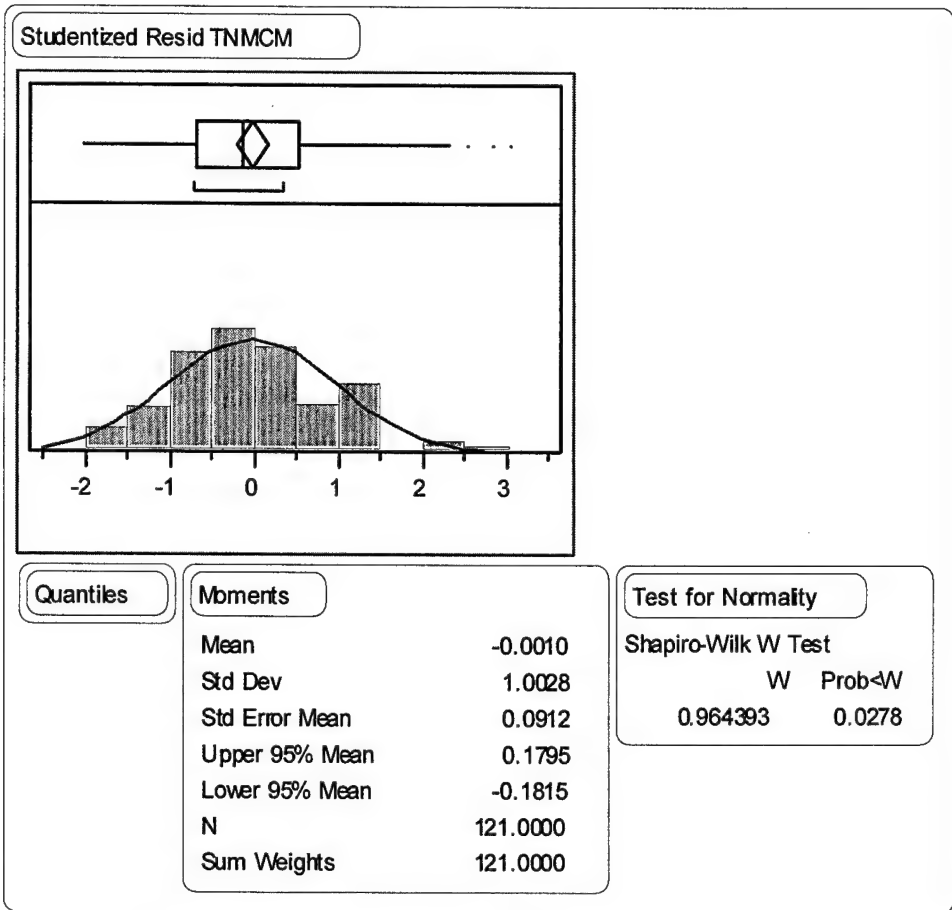 Studentized Resid TNMCM
-2 -1 0 1 2 3
Quantiles
Moments
Mean -0.0010
Std Dev 1.0028
Std Error Mean 0.0912
Upper 95% Mean 0.1795
Lower 95% Mean -0.1815
N 121.0000
Sum Weights 121.0000
Test for Normality
Shapiro-Wilk W Test
W Prob<W
0.964393 0.0278